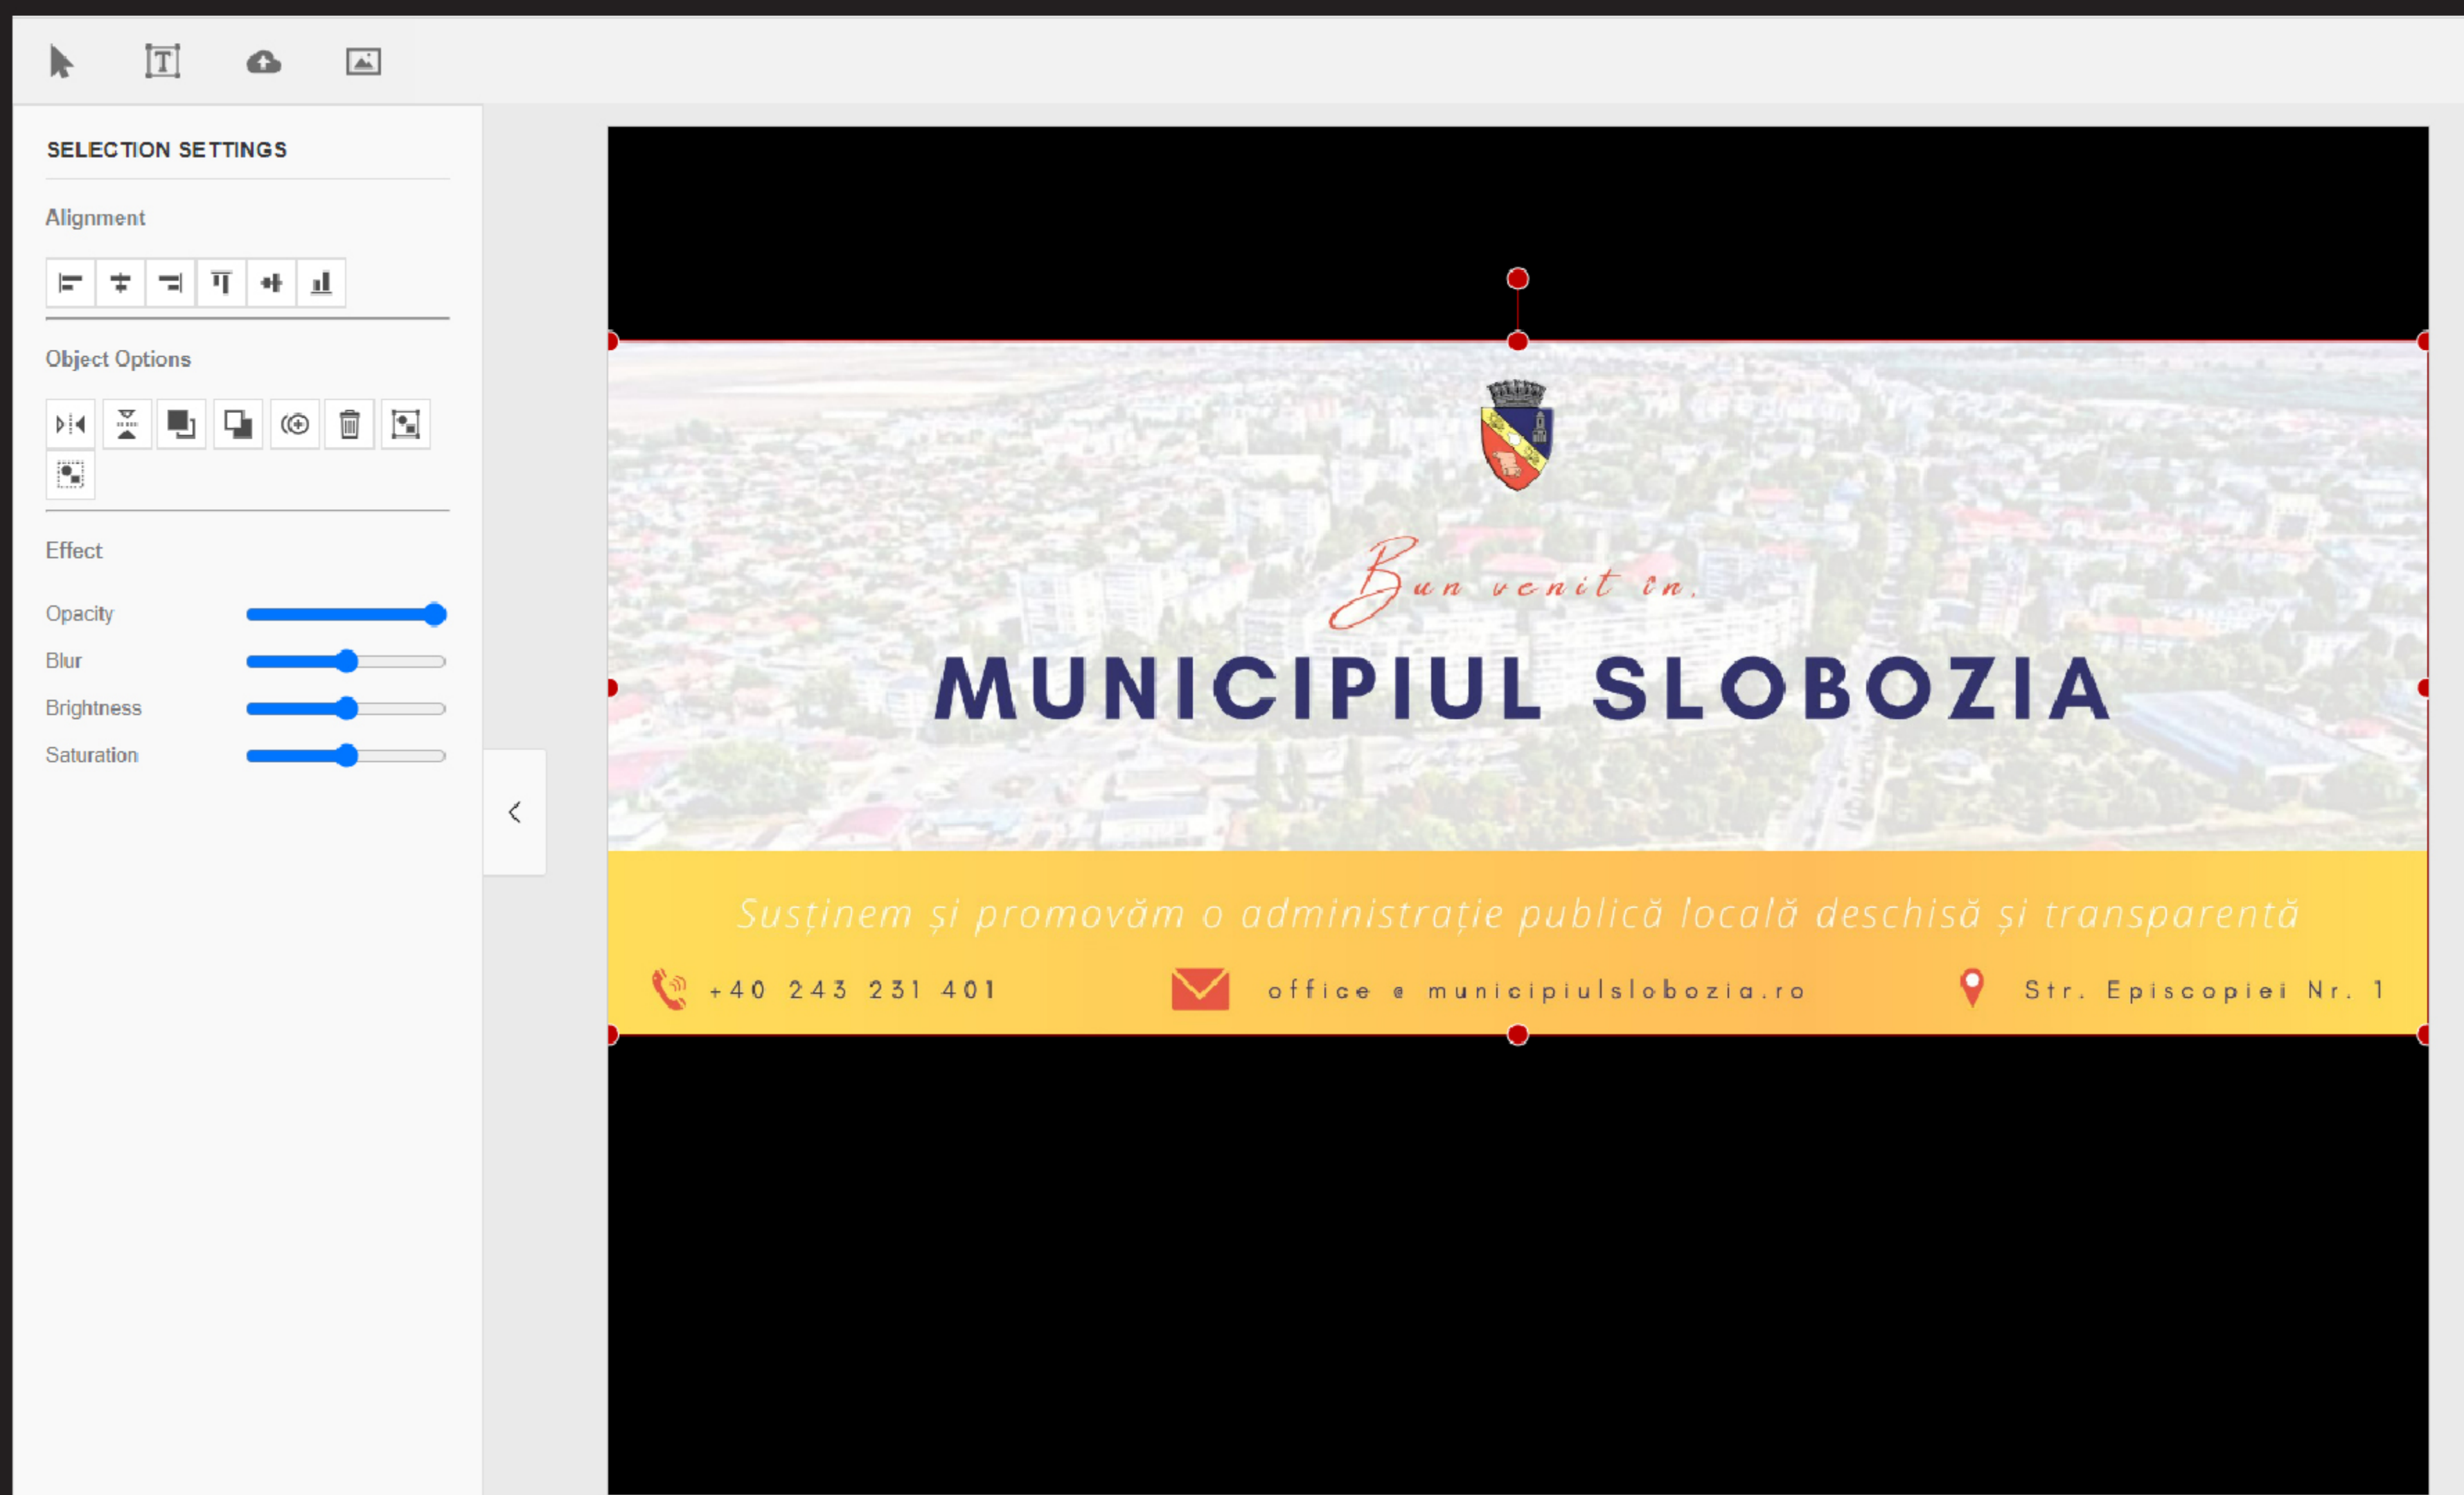 SELECTION SETTINGS
Alignment
Object Options
Effect
Opacity
Blur
Brightness
Saturation
Bun venit în.
MUNICIPIUL SLOBOZIA
Susținem și promovăm o administrație publică locală deschisă și transparentă
+40 243 231 401
office @ municipiulslobozia.ro
Str. Episcopiei Nr. 1